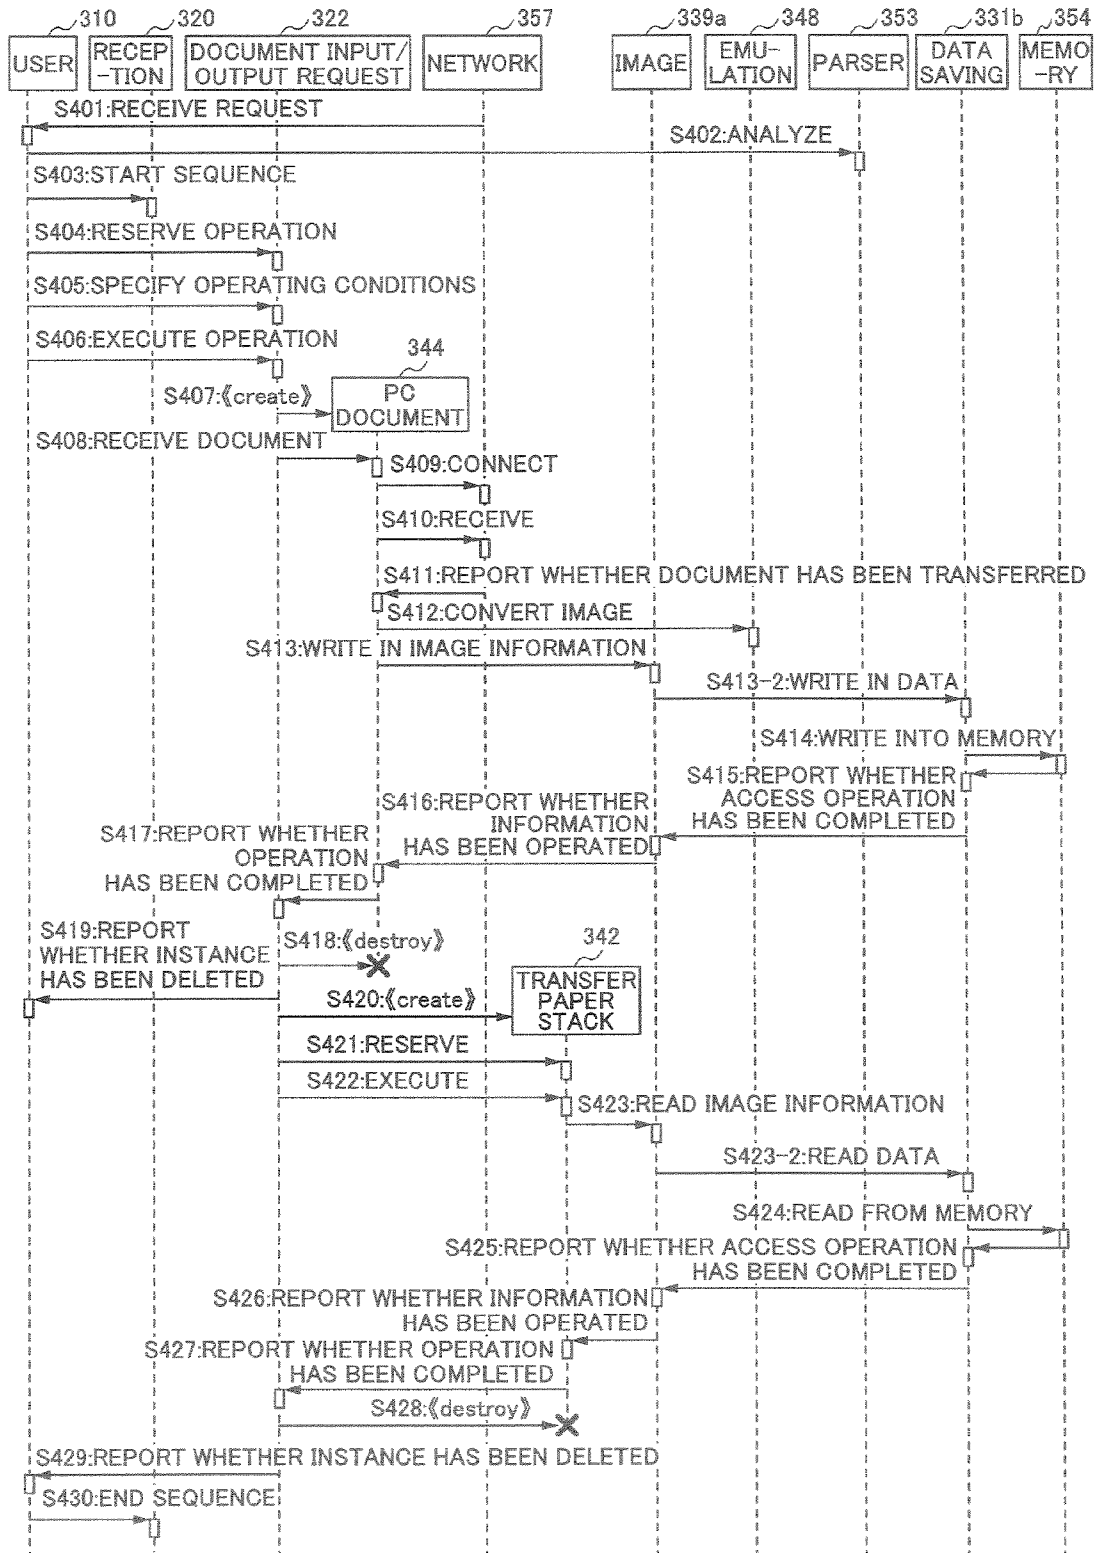 310 320 322 357 339a 348 353 331b 354
USER
RECEP
-TION
DOCUMENT INPUT/
OUTPUT REQUEST
NETWORK
IMAGE
EMU-
LATION
PARSER
DATA
SAVING
MEMO
-RY
S401:RECEIVE REQUEST
S402:ANALYZE
S403:START SEQUENCE
S404:RESERVE OPERATION
S405:SPECIFY OPERATING CONDITIONS
S406:EXECUTE OPERATION
344
S407:《create》
PC
DOCUMENT
S408:RECEIVE DOCUMENT
S409:CONNECT
S410:RECEIVE
S411:REPORT WHETHER DOCUMENT HAS BEEN TRANSFERRED
S412:CONVERT IMAGE
S413:WRITE IN IMAGE INFORMATION
S413-2:WRITE IN DATA
S414:WRITE INTO MEMORY
S415:REPORT WHETHER
ACCESS OPERATION
HAS BEEN COMPLETED
S416:REPORT WHETHER
INFORMATION
HAS BEEN OPERATED
S417:REPORT WHETHER
OPERATION
HAS BEEN COMPLETED
S418:《destroy》
S419:REPORT
WHETHER INSTANCE
HAS BEEN DELETED
342
S420:《create》
TRANSFER
PAPER
STACK
S421:RESERVE
S422:EXECUTE
S423:READ IMAGE INFORMATION
S423-2:READ DATA
S424:READ FROM MEMORY
S425:REPORT WHETHER ACCESS OPERATION
HAS BEEN COMPLETED
S426:REPORT WHETHER INFORMATION
HAS BEEN OPERATED
S427:REPORT WHETHER OPERATION
HAS BEEN COMPLETED
S428:《destroy》
S429:REPORT WHETHER INSTANCE HAS BEEN DELETED
S430:END SEQUENCE